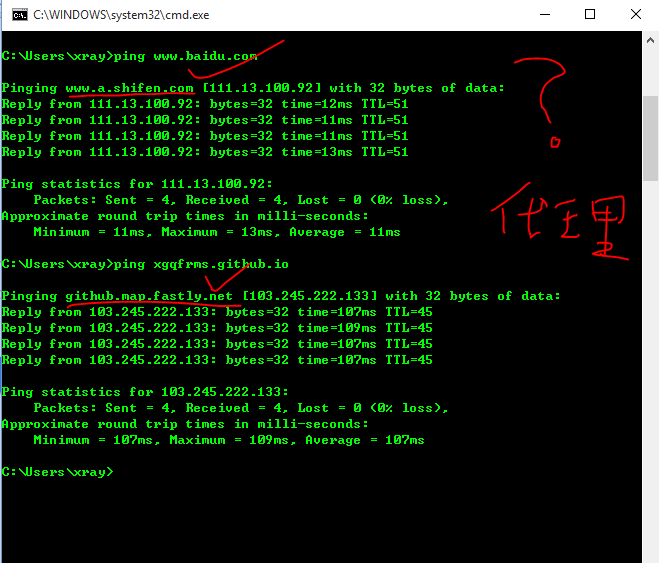 C:\WINDOWS\system32\cmd.exe
C:\Users\xray>ping www.baidu.com
Pinging www.a.shifen.com [111.13.100.92] with 32 bytes of data:
Reply from 111.13.100.92: bytes=32 time=12ms TTL=51
Reply from 111.13.100.92: bytes=32 time=11ms TTL=51
Reply from 111.13.100.92: bytes=32 time=11ms TTL=51
Reply from 111.13.100.92: bytes=32 time=13ms TTL=51
?
Ping statistics for 111.13.100.92:
Packets: Sent = 4, Received = 4, Lost = 0 (0% loss),
Approximate round trip times in milli-seconds:
Minimum = 11ms, Maximum = 13ms, Average = 11ms
代理
C:\Users\xray>ping xgqfrms.github.io
Pinging github.map.fastly.net [103.245.222.133] with 32 bytes of data:
Reply from 103.245.222.133: bytes=32 time=107ms TTL=45
Reply from 103.245.222.133: bytes=32 time=109ms TTL=45
Reply from 103.245.222.133: bytes=32 time=107ms TTL=45
Reply from 103.245.222.133: bytes=32 time=107ms TTL=45
Ping statistics for 103.245.222.133:
Packets: Sent = 4, Received = 4, Lost = 0 (0% loss),
Approximate round trip times in milli-seconds:
Minimum = 107ms, Maximum = 109ms, Average = 107ms
C:\Users\xray>